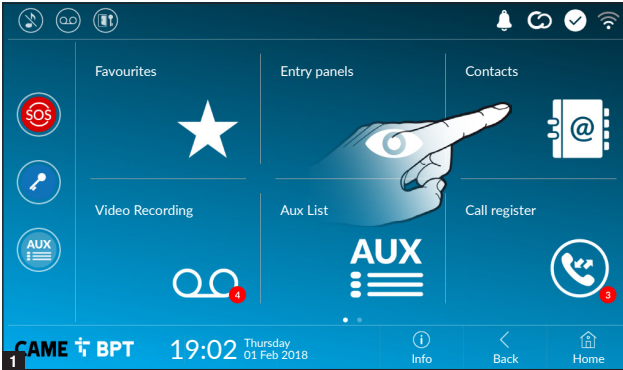 Favourites
Entry panels
Contacts
SOS
@
Video Recording
Aux List
Call register
AUX
AUX
4
3
CAME BPT
19:02
Thursday
01 Feb 2018
Info
Back
Home
1